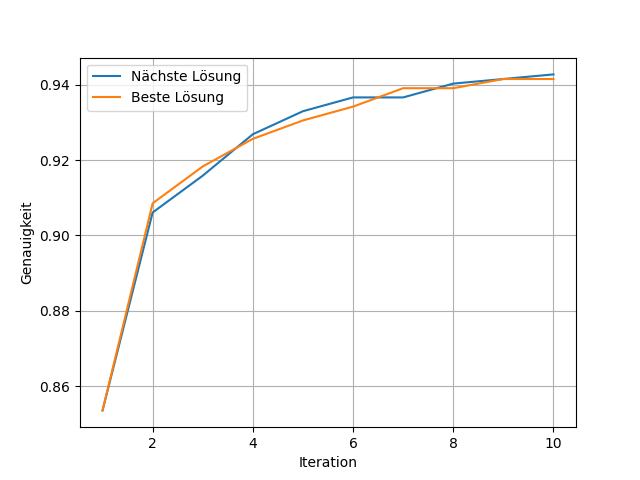 Nächste Lösung
Beste Lösung
0.94
0.92
0.90
0.88
0.86
Genauigkeit
2 4 6 8 10
Iteration